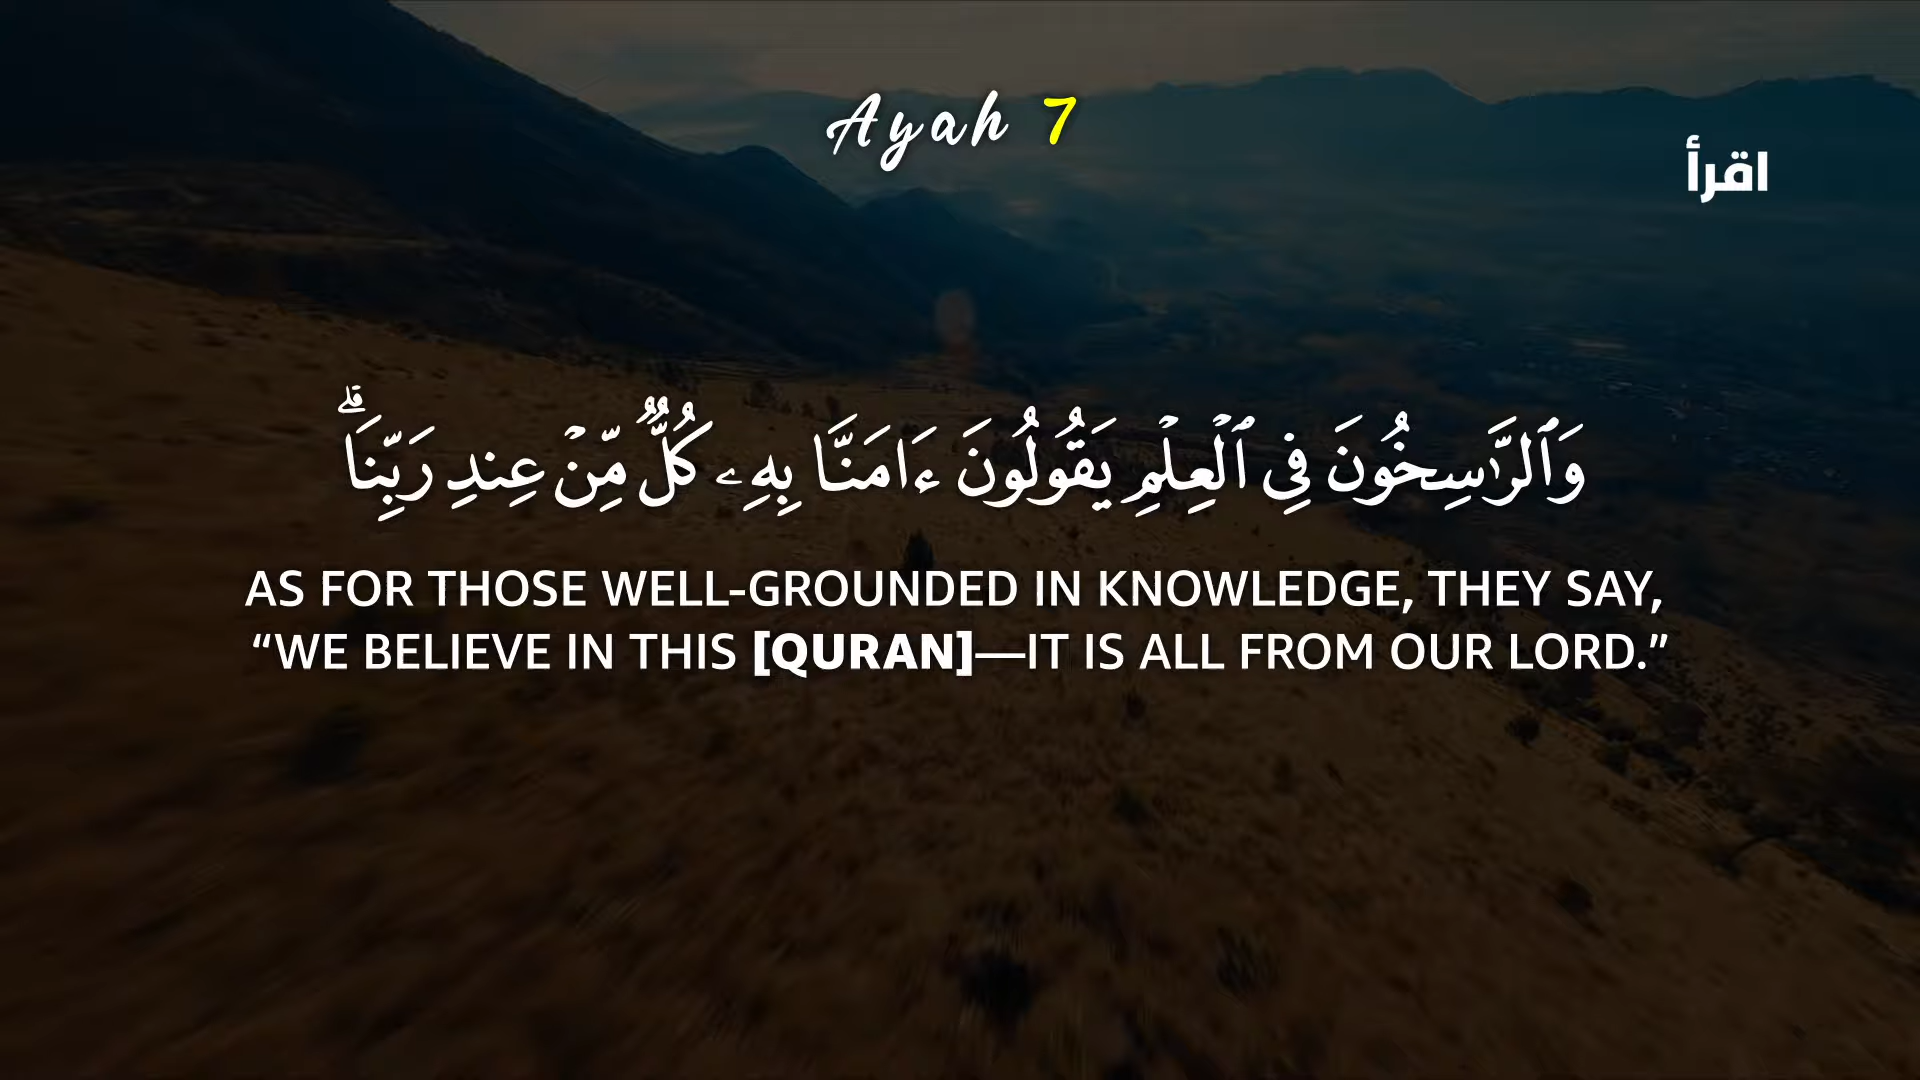 Ayah 7
اقرأ
وَٱلرَّٰسِخُونَ فِى ٱلْعِلْمِ يَقُولُونَ ءَامَنَّا بِهِۦ كُلٌّ مِّنْ عِندِ رَبِّنَا ۗ
AS FOR THOSE WELL-GROUNDED IN KNOWLEDGE, THEY SAY,
“WE BELIEVE IN THIS [QURAN]—IT IS ALL FROM OUR LORD.”